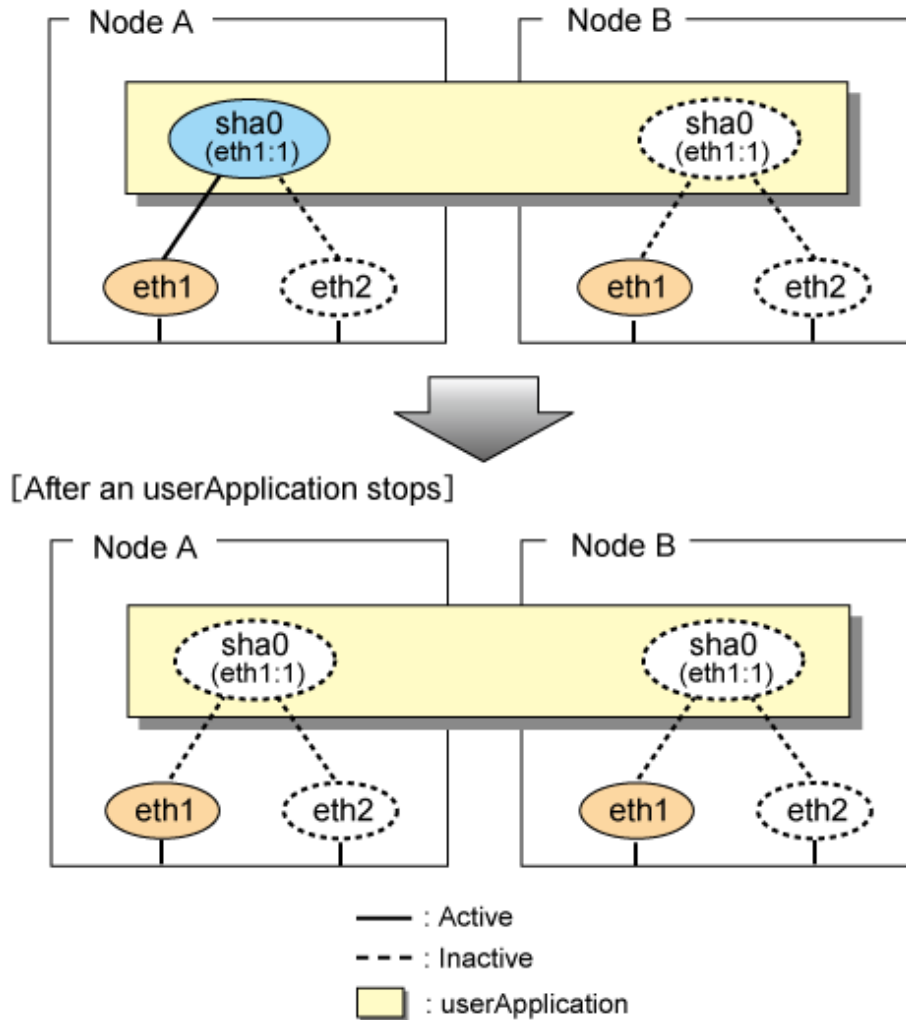 Node A
Node B
sha0
(eth1:1)
sha0
(eth1:1)
eth1
eth2
eth1
eth2
[After an userApplication stops]
Node A
Node B
sha0
(eth1:1)
sha0
(eth1:1)
eth1
eth2
eth1
eth2
: Active
: Inactive
: userApplication